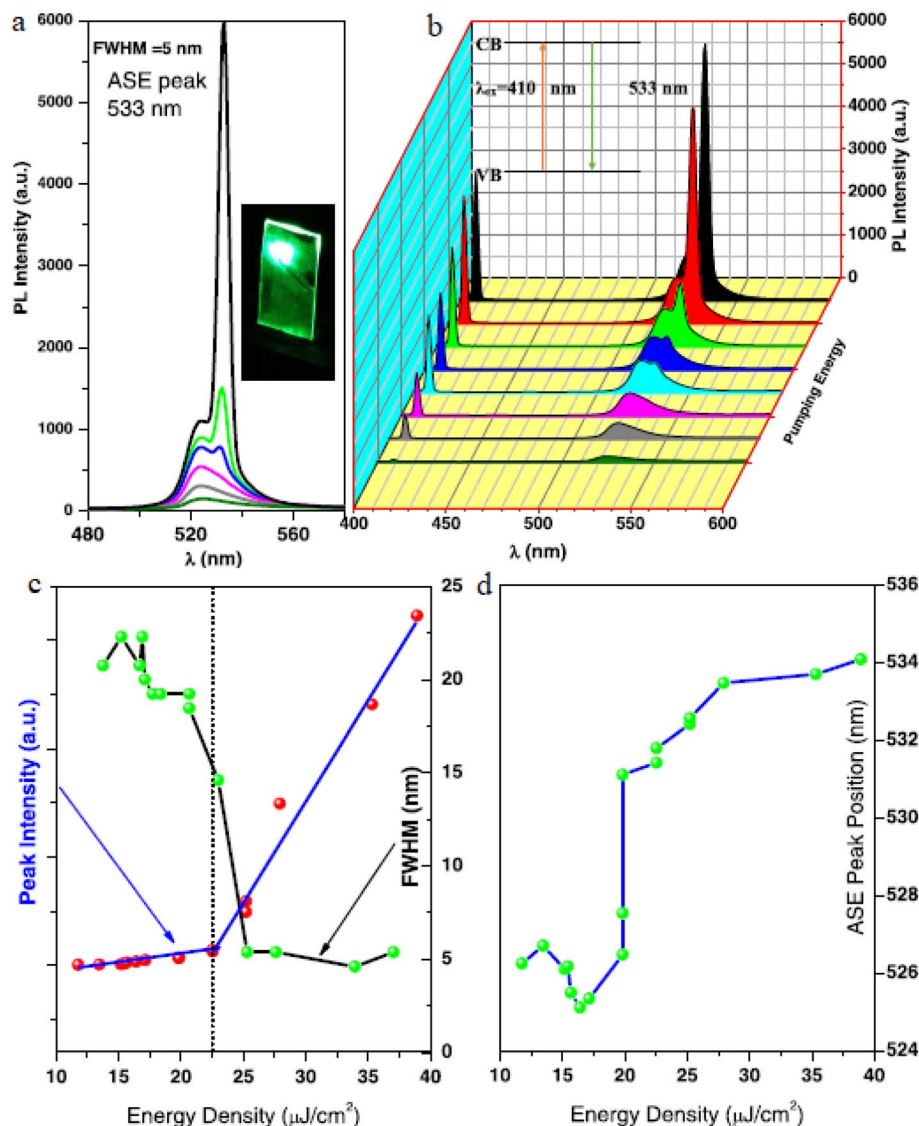 a
FWHM =5 nm
ASE peak
533 nm
6000
5000
4000
3000
2000
1000
0
PL Intensity (a.u.)
480
520
560
λ (nm)
b
CB
λex=410 nm
533 nm
VB
6000
5000
4000
3000
2000
1000
0
PL Intensity (a.u.)
Pumping Energy
400
450
500
550
600
λ (nm)
c
Peak Intensity (a.u.)
25
20
15
10
5
0
FWHM (nm)
10
15
20
25
30
35
40
Energy Density (μJ/cm²)
d
536
534
532
530
528
526
524
ASE Peak Position (nm)
10
15
20
25
30
35
40
Energy Density (μJ/cm²)